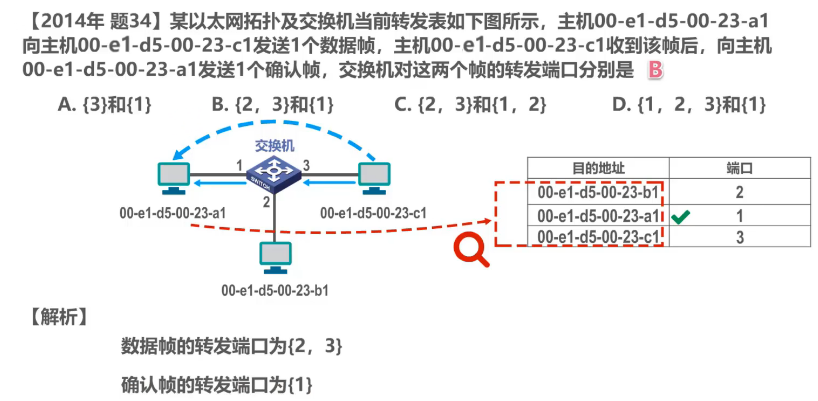 【2014年 题34】某以太网拓扑及交换机当前转发表如下图所示，主机00-e1-d5-00-23-a1
向主机00-e1-d5-00-23-c1发送1个数据帧，主机00-e1-d5-00-23-c1收到该帧后，向主机
00-e1-d5-00-23-a1发送1个确认帧，交换机对这两个帧的转发端口分别是 B
A. {3}和{1} B. {2，3}和{1} C. {2，3}和{1，2} D. {1，2，3}和{1}
交换机
1 3
SWITCH
2
00-e1-d5-00-23-a1 00-e1-d5-00-23-c1
00-e1-d5-00-23-b1
目的地址 端口
00-e1-d5-00-23-b1 2
00-e1-d5-00-23-a1 1
00-e1-d5-00-23-c1 3
【解析】
数据帧的转发端口为{2，3}
确认帧的转发端口为{1}